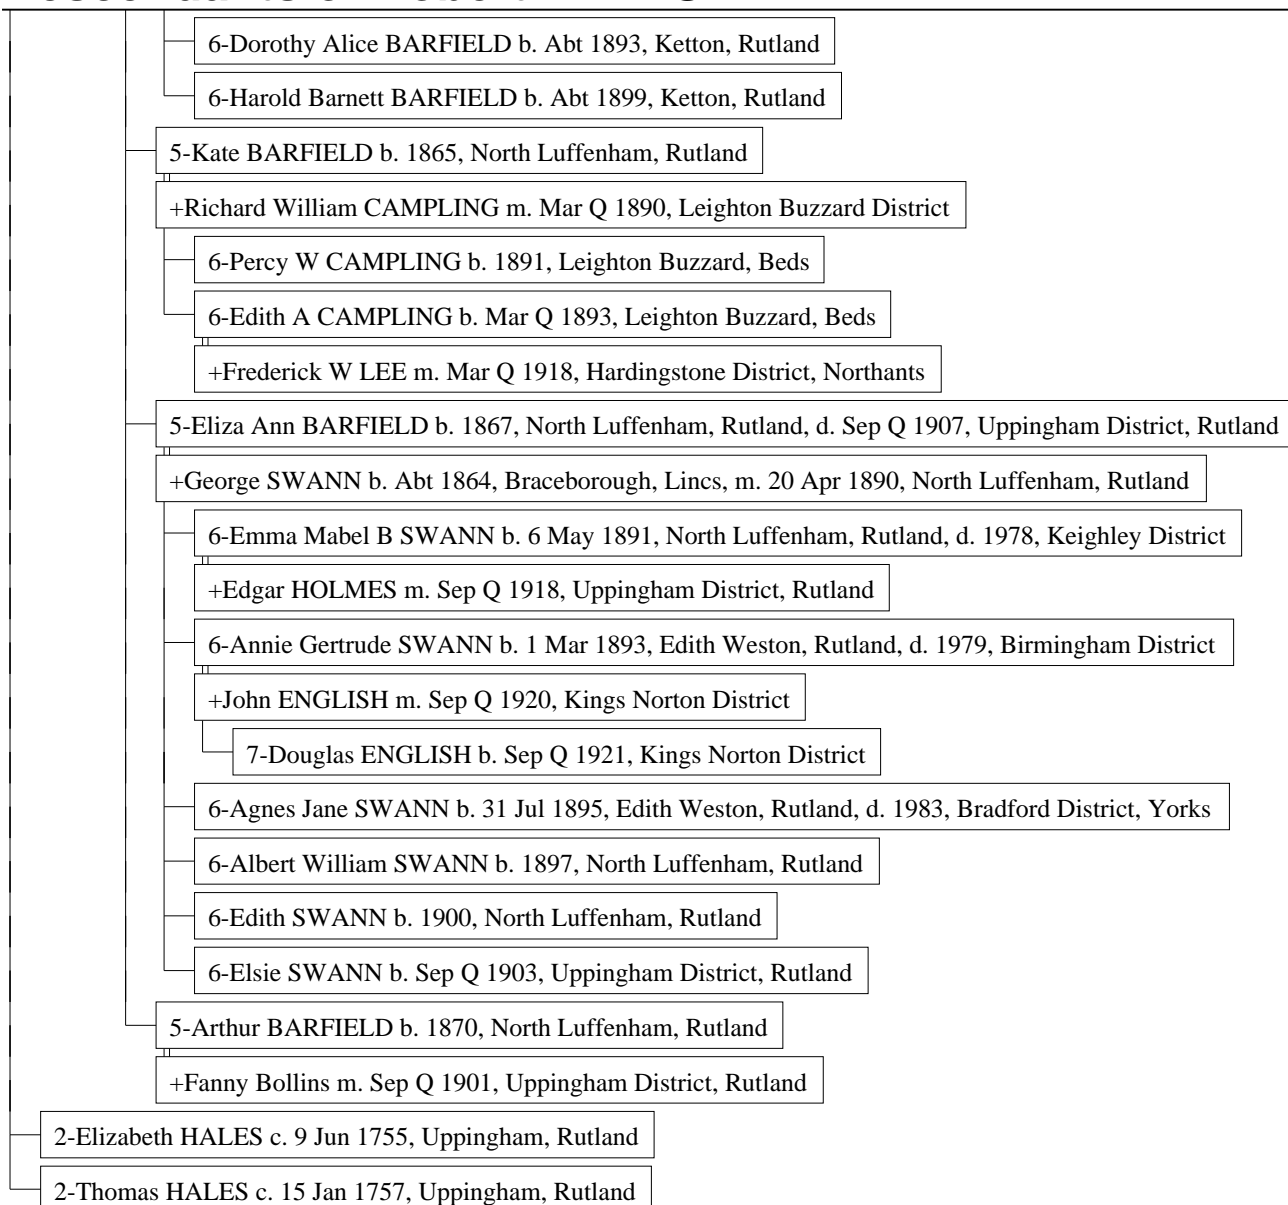 6-Dorothy Alice BARFIELD b. Abt 1893, Ketton, Rutland
6-Harold Barnett BARFIELD b. Abt 1899, Ketton, Rutland
5-Kate BARFIELD b. 1865, North Luffenham, Rutland
+Richard William CAMPLING m. Mar Q 1890, Leighton Buzzard District
6-Percy W CAMPLING b. 1891, Leighton Buzzard, Beds
6-Edith A CAMPLING b. Mar Q 1893, Leighton Buzzard, Beds
+Frederick W LEE m. Mar Q 1918, Hardingstone District, Northants
5-Eliza Ann BARFIELD b. 1867, North Luffenham, Rutland, d. Sep Q 1907, Uppingham District, Rutland
+George SWANN b. Abt 1864, Braceborough, Lincs, m. 20 Apr 1890, North Luffenham, Rutland
6-Emma Mabel B SWANN b. 6 May 1891, North Luffenham, Rutland, d. 1978, Keighley District
+Edgar HOLMES m. Sep Q 1918, Uppingham District, Rutland
6-Annie Gertrude SWANN b. 1 Mar 1893, Edith Weston, Rutland, d. 1979, Birmingham District
+John ENGLISH m. Sep Q 1920, Kings Norton District
7-Douglas ENGLISH b. Sep Q 1921, Kings Norton District
6-Agnes Jane SWANN b. 31 Jul 1895, Edith Weston, Rutland, d. 1983, Bradford District, Yorks
6-Albert William SWANN b. 1897, North Luffenham, Rutland
6-Edith SWANN b. 1900, North Luffenham, Rutland
6-Elsie SWANN b. Sep Q 1903, Uppingham District, Rutland
5-Arthur BARFIELD b. 1870, North Luffenham, Rutland
+Fanny Bollins m. Sep Q 1901, Uppingham District, Rutland
2-Elizabeth HALES c. 9 Jun 1755, Uppingham, Rutland
2-Thomas HALES c. 15 Jan 1757, Uppingham, Rutland